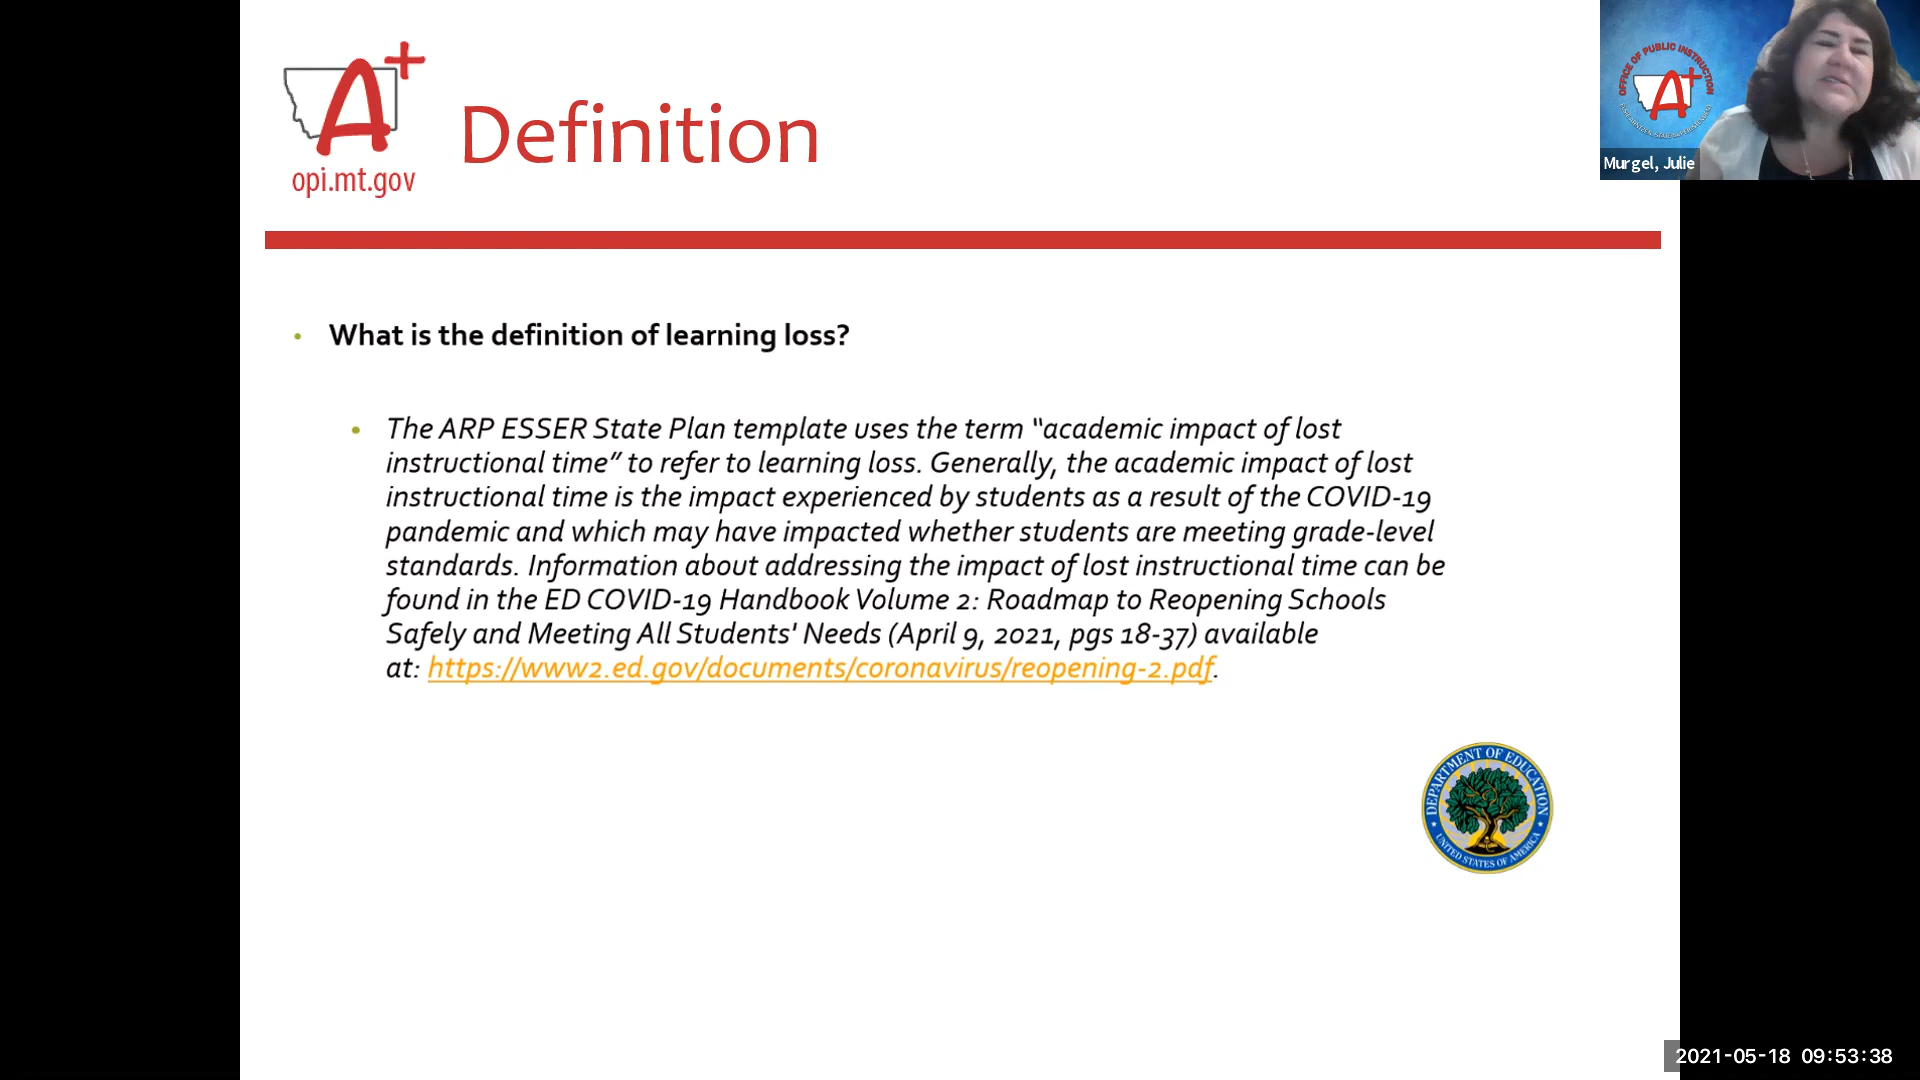 A+
opi.mt.gov
Definition
OFFICE OF PUBLIC INSTRUCTION
A+
Murgel, Julie
• What is the definition of learning loss?
• The ARP ESSER State Plan template uses the term “academic impact of lost
instructional time” to refer to learning loss. Generally, the academic impact of lost
instructional time is the impact experienced by students as a result of the COVID-19
pandemic and which may have impacted whether students are meeting grade-level
standards. Information about addressing the impact of lost instructional time can be
found in the ED COVID-19 Handbook Volume 2: Roadmap to Reopening Schools
Safely and Meeting All Students' Needs (April 9, 2021, pgs 18-37) available
at: https://www2.ed.gov/documents/coronavirus/reopening-2.pdf.
DEPARTMENT OF EDUCATION
UNITED STATES OF AMERICA
2021-05-18 09:53:38